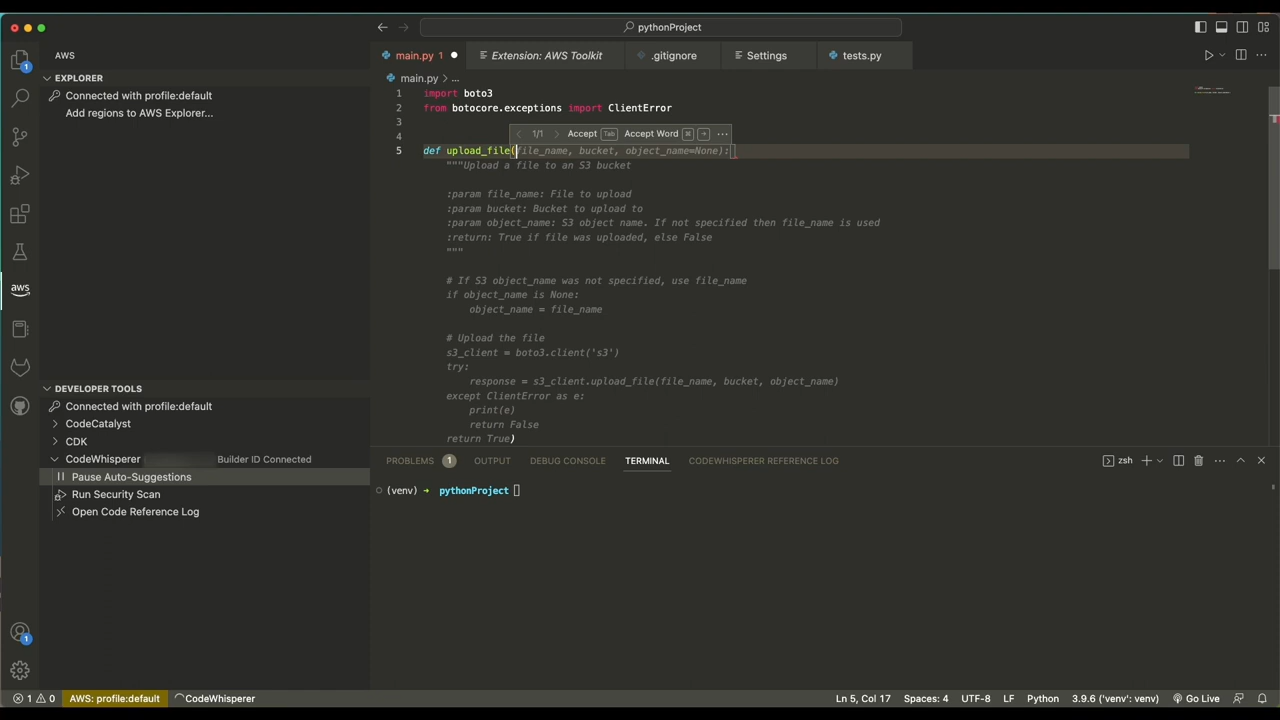 pythonProject
AWS
EXPLORER
Connected with profile:default
Add regions to AWS Explorer...
main.py 1
Extension: AWS Toolkit
.gitignore
Settings
tests.py
main.py > ...
1 import boto3
2 from botocore.exceptions import ClientError
3
4
1/1 Accept Tab Accept Word ⌘ → ...
5 def upload_file(file_name, bucket, object_name=None):
"""Upload a file to an S3 bucket
:param file_name: File to upload
:param bucket: Bucket to upload to
:param object_name: S3 object name. If not specified then file_name is used
:return: True if file was uploaded, else False
"""
# If S3 object_name was not specified, use file_name
if object_name is None:
object_name = file_name
# Upload the file
s3_client = boto3.client('s3')
try:
response = s3_client.upload_file(file_name, bucket, object_name)
except ClientError as e:
print(e)
return False
return True)
DEVELOPER TOOLS
Connected with profile:default
CodeCatalyst
CDK
CodeWhisperer Builder ID Connected
Pause Auto-Suggestions
Run Security Scan
Open Code Reference Log
PROBLEMS 1 OUTPUT DEBUG CONSOLE TERMINAL CODEWHISPERER REFERENCE LOG
zsh
(venv) → pythonProject
1
aws
1
1 0 AWS: profile:default CodeWhisperer
Ln 5, Col 17 Spaces: 4 UTF-8 LF Python 3.9.6 ('venv': venv) Go Live